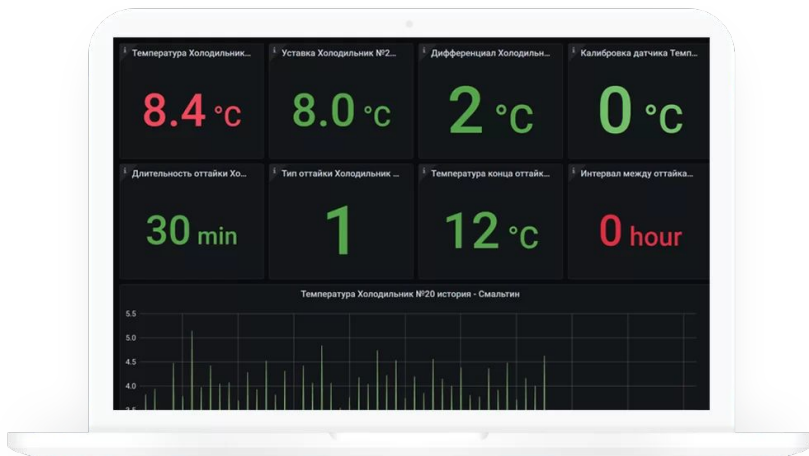 Температура Холодильник...
8.4 °C
Уставка Холодильник №2...
8.0 °C
Дифференциал Холодильн...
2 °C
Калибровка датчика Темп...
0 °C
Длительность оттайки Хо...
30 min
Тип оттайки Холодильник ...
1
Температура конца оттайк...
12 °C
Интервал между оттайка...
0 hour
Температура Холодильник №20 история - Смальтин
5.5
5.0
4.5
4.0
3.5